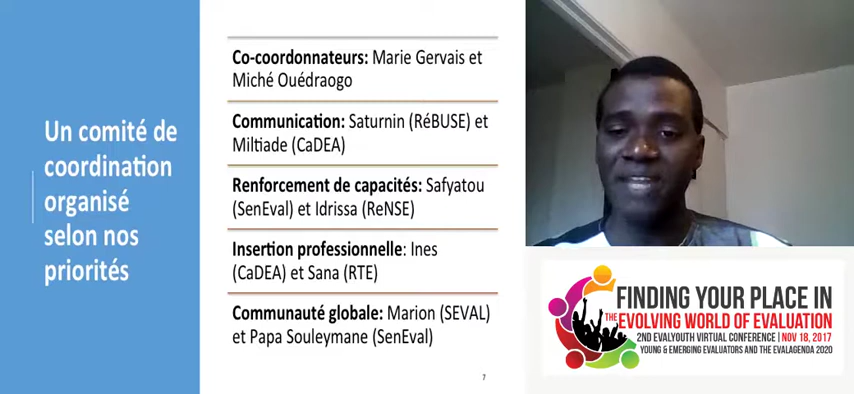 Un comité de
coordination
organisé
selon nos
priorités
Co-coordonnateurs: Marie Gervais et
Miché Ouédraogo
Communication: Saturnin (RéBUSE) et
Miltiade (CaDEA)
Renforcement de capacités: Safyatou
(SenEval) et Idrissa (ReNSE)
Insertion professionnelle: Ines
(CaDEA) et Sana (RTE)
Communauté globale: Marion (SEVAL)
et Papa Souleymane (SenEval)
7
FINDING YOUR PLACE IN
THE EVOLVING WORLD OF EVALUATION
2ND EVALYOUTH VIRTUAL CONFERENCE | NOV 18, 2017
YOUNG & EMERGING EVALUATORS AND THE EVALAGENDA 2020